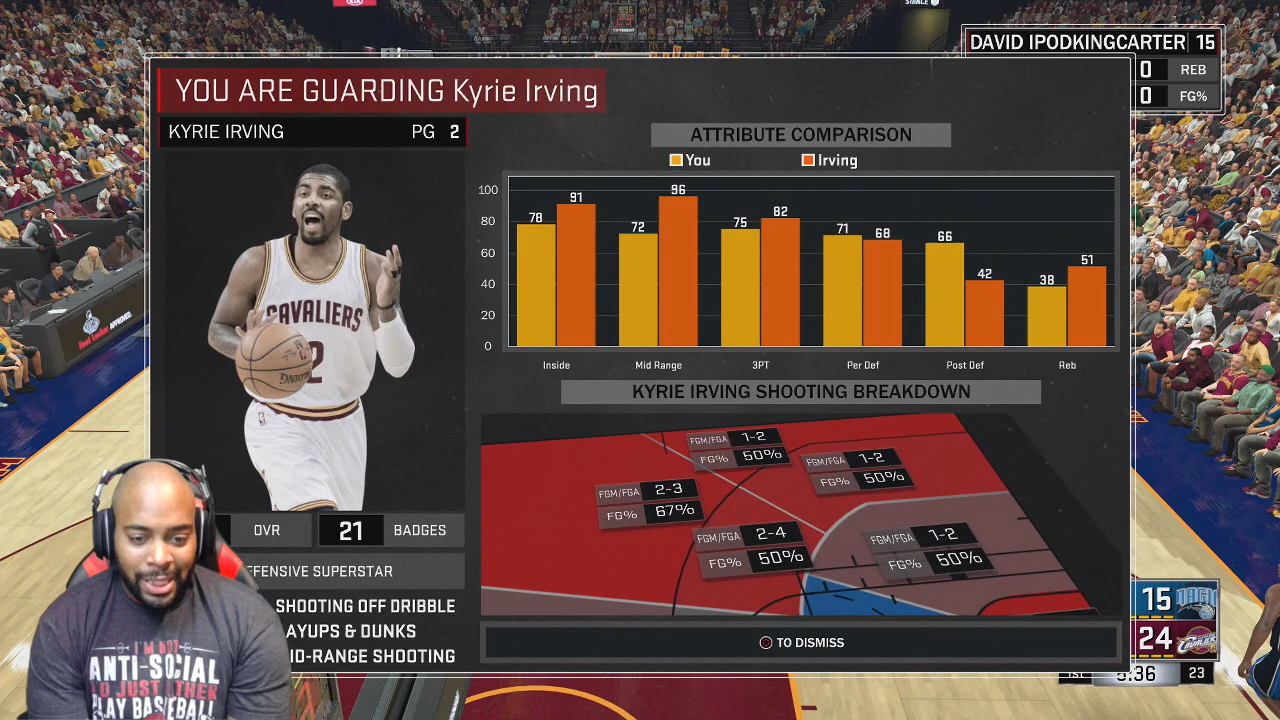 DAVID IPODKINGCARTER 15
0 REB
0 FG%
YOU ARE GUARDING Kyrie Irving
KYRIE IRVING PG 2
ATTRIBUTE COMPARISON
You Irving
100
80
60
40
20
0
78 91 72 96 75 82 71 68 66 42 38 51
Inside Mid Range 3PT Per Def Post Def Reb
CAVALIERS
2
KYRIE IRVING SHOOTING BREAKDOWN
FGM/FGA 1-2
FG% 50%
FGM/FGA 1-2
FG% 50%
FGM/FGA 2-3
FG% 67%
FGM/FGA 2-4
FG% 50%
FGM/FGA 1-2
FG% 50%
OVR 21 BADGES
FFENSIVE SUPERSTAR
SHOOTING OFF DRIBBLE
AYUPS & DUNKS
ID-RANGE SHOOTING
TO DISMISS
15
24
1ST :36 23
I'M NOT
ANTI-SOCIAL
PLAY BASEBALL